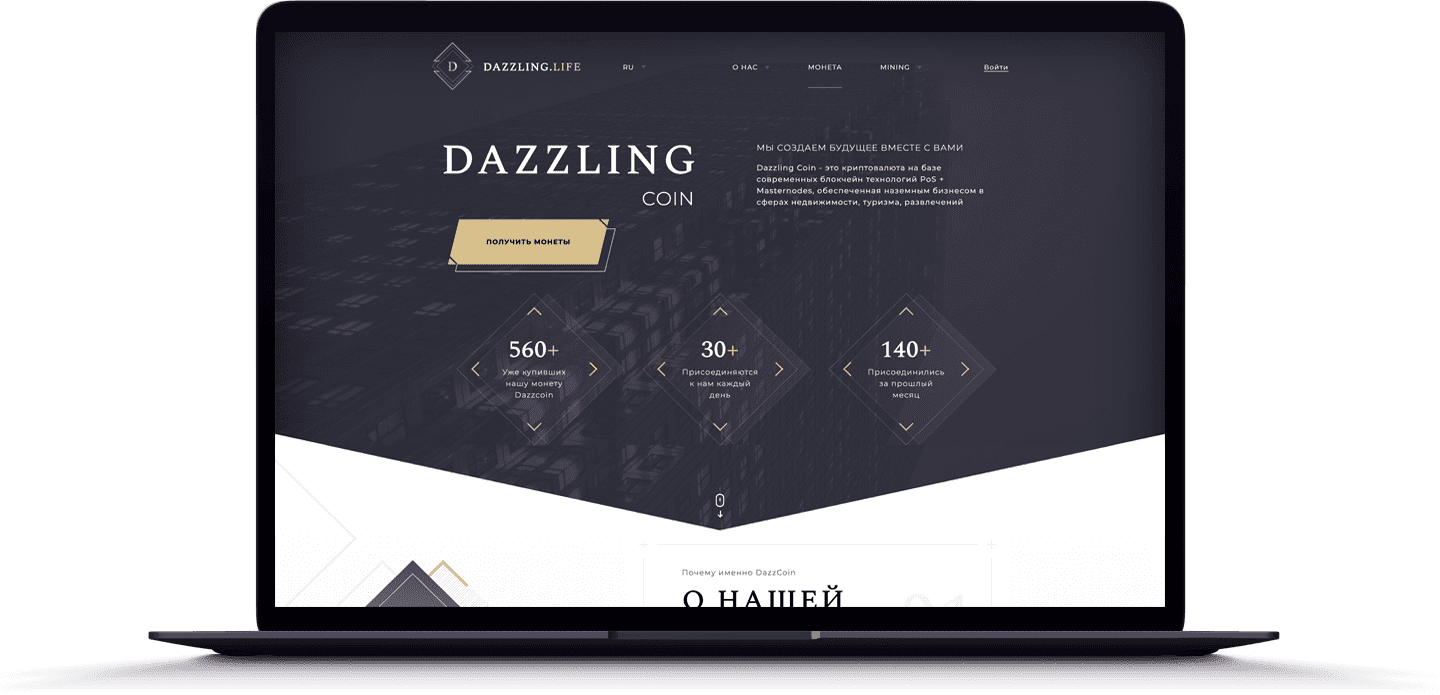 D
DAZZLING.LIFE
RU
О НАС
МОНЕТА
MINING
Войти
DAZZLING
COIN
МЫ СОЗДАЕМ БУДУЩЕЕ ВМЕСТЕ С ВАМИ
Dazzling Coin - это криптовалюта на базе
современных блокчейн технологий PoS +
Masternodes, обеспеченная наземным бизнесом в
сферах недвижимости, туризма, развлечений
ПОЛУЧИТЬ МОНЕТЫ
560+
Уже купивших
нашу монету
Dazzcoin
30+
Присоединяются
к нам каждый
день
140+
Присоединились
за прошлый
месяц
Почему именно DazzCoin
О НАШЕЙ
01